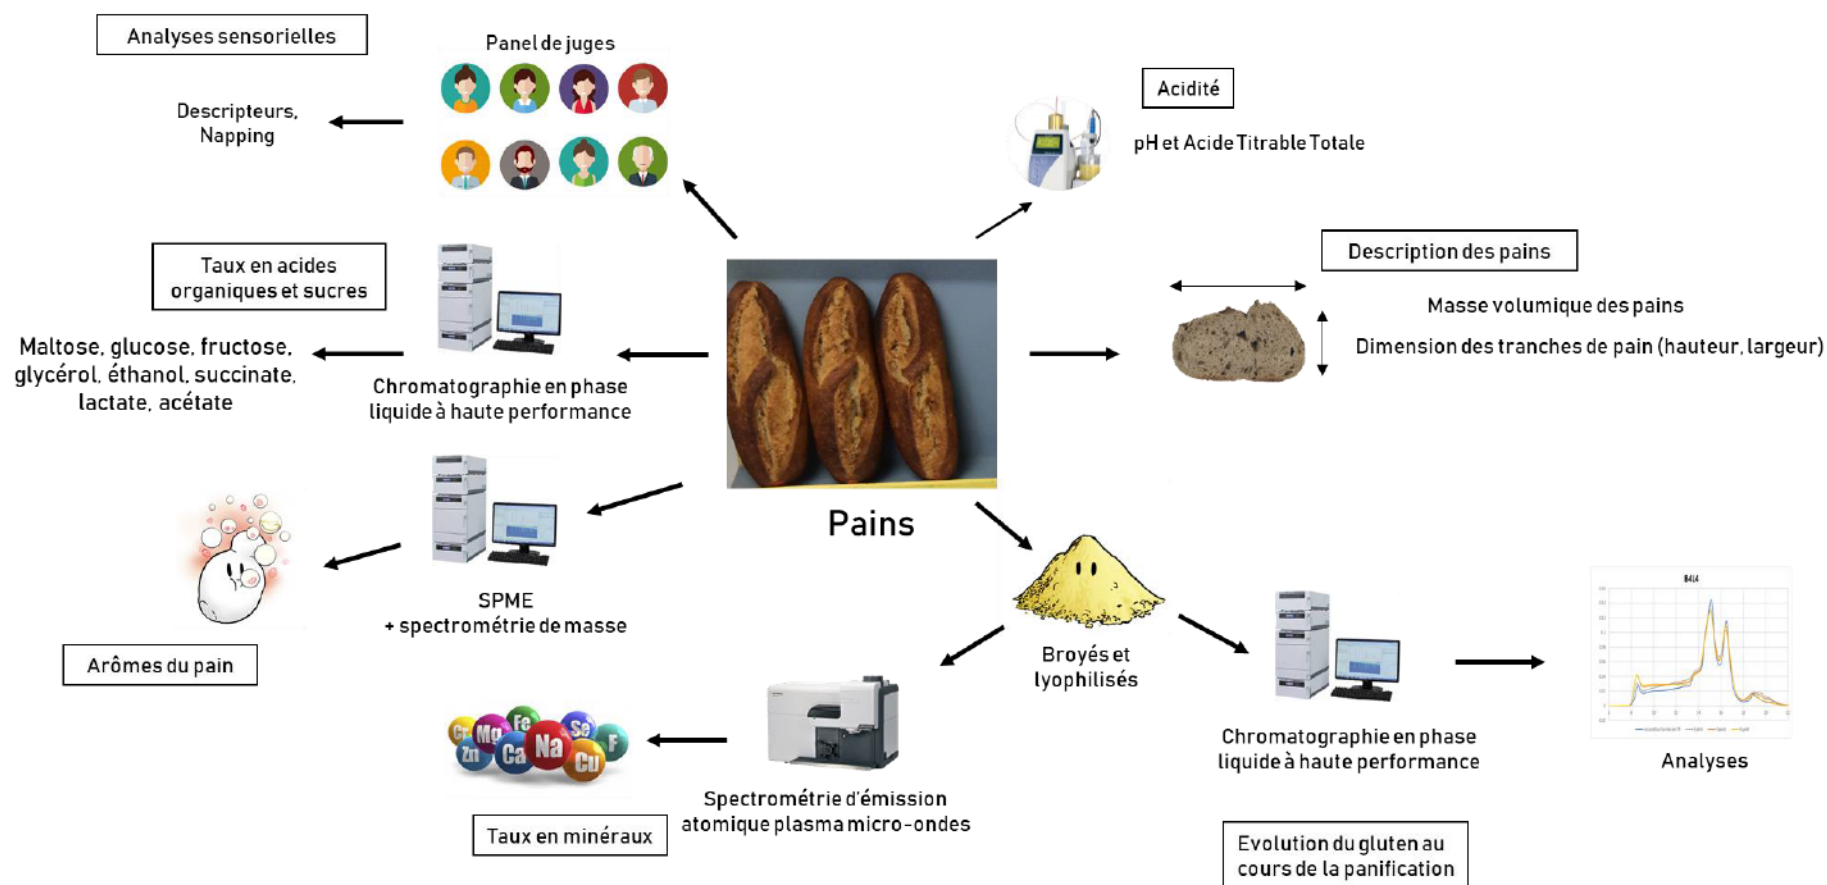 Analyses sensorielles
Panel de juges
Descripteurs,
Napping
Acidité
pH et Acide Titrable Totale
Taux en acides
organiques et sucres
Maltose, glucose, fructose,
glycérol, éthanol, succinate,
lactate, acétate
Chromatographie en phase
liquide à haute performance
Description des pains
Masse volumique des pains
Dimension des tranches de pain (hauteur, largeur)
Pains
SPME
+ spectrométrie de masse
Arômes du pain
Broyés et
lyophilisés
Cr
Mg
Fe
Se
F
Zn
Ca
Na
Cu
Spectrométrie d'émission
atomique plasma micro-ondes
Taux en minéraux
Chromatographie en phase
liquide à haute performance
B4L4
Analyses
Evolution du gluten au
cours de la panification